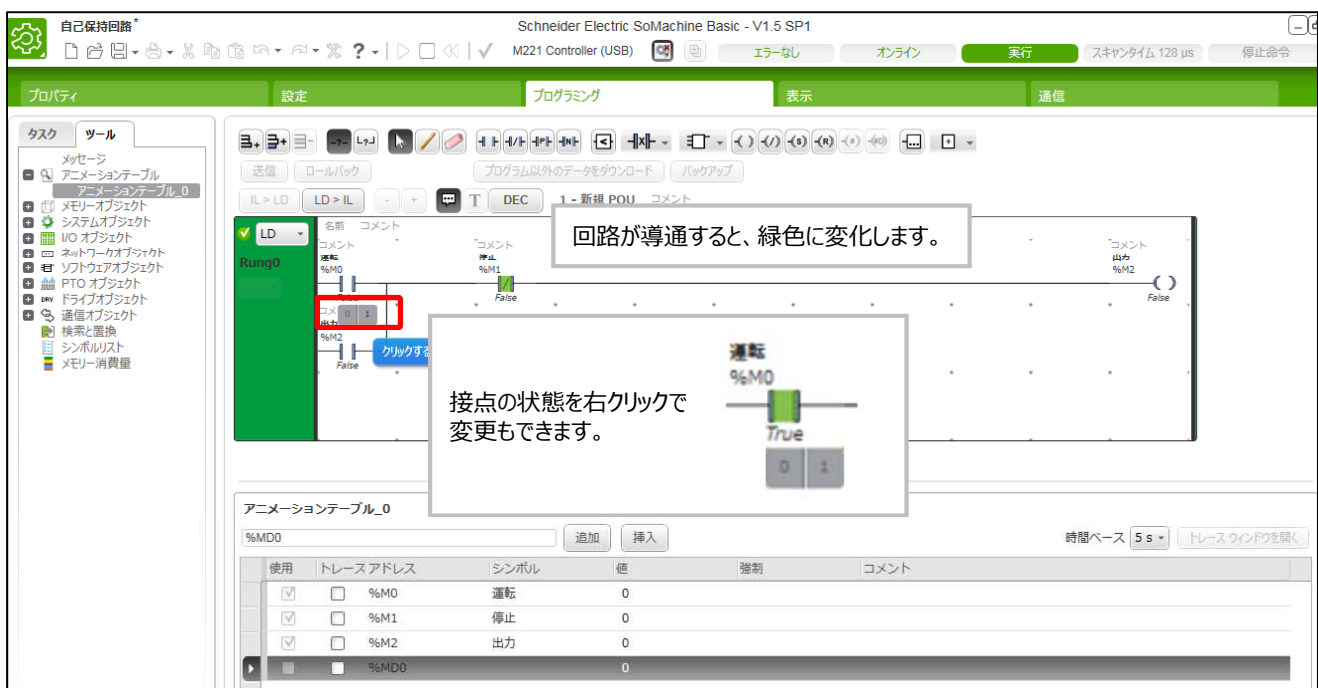 自己保持回路*
Schneider Electric SoMachine Basic - V1.5 SP1
M221 Controller (USB)
エラーなし
オンライン
実行
スキャンタイム 128 µs
停止命令
プロパティ
設定
プログラミング
表示
通信
タスク
ツール
メッセージ
アニメーションテーブル
アニメーションテーブル_0
メモリーオブジェクト
システムオブジェクト
I/O オブジェクト
ネットワークオブジェクト
ソフトウェアオブジェクト
PTO オブジェクト
DRV ドライブオブジェクト
通信オブジェクト
検索と置換
シンボルリスト
メモリー消費量
送信
ロールバック
プログラム以外のデータをダウンロード
バックアップ
IL > LD
LD > IL
- +
T
DEC
1 - 新規 POU コメント
LD
名前 コメント
Rung0
コメント
運転
%M0
False
コメント
停止
%M1
False
コメント
出力
%M2
False
0 1
出力
%M2
False
クリックする
回路が導通すると、緑色に変化します。
接点の状態を右クリックで
変更もできます。
運転
%M0
True
0 1
アニメーションテーブル_0
%MD0
追加
挿入
時間ベース 5 s
トレース ウィンドウを開く
使用 トレース アドレス シンボル 値 強制 コメント
%M0 運転 0
%M1 停止 0
%M2 出力 0
%MD0 0